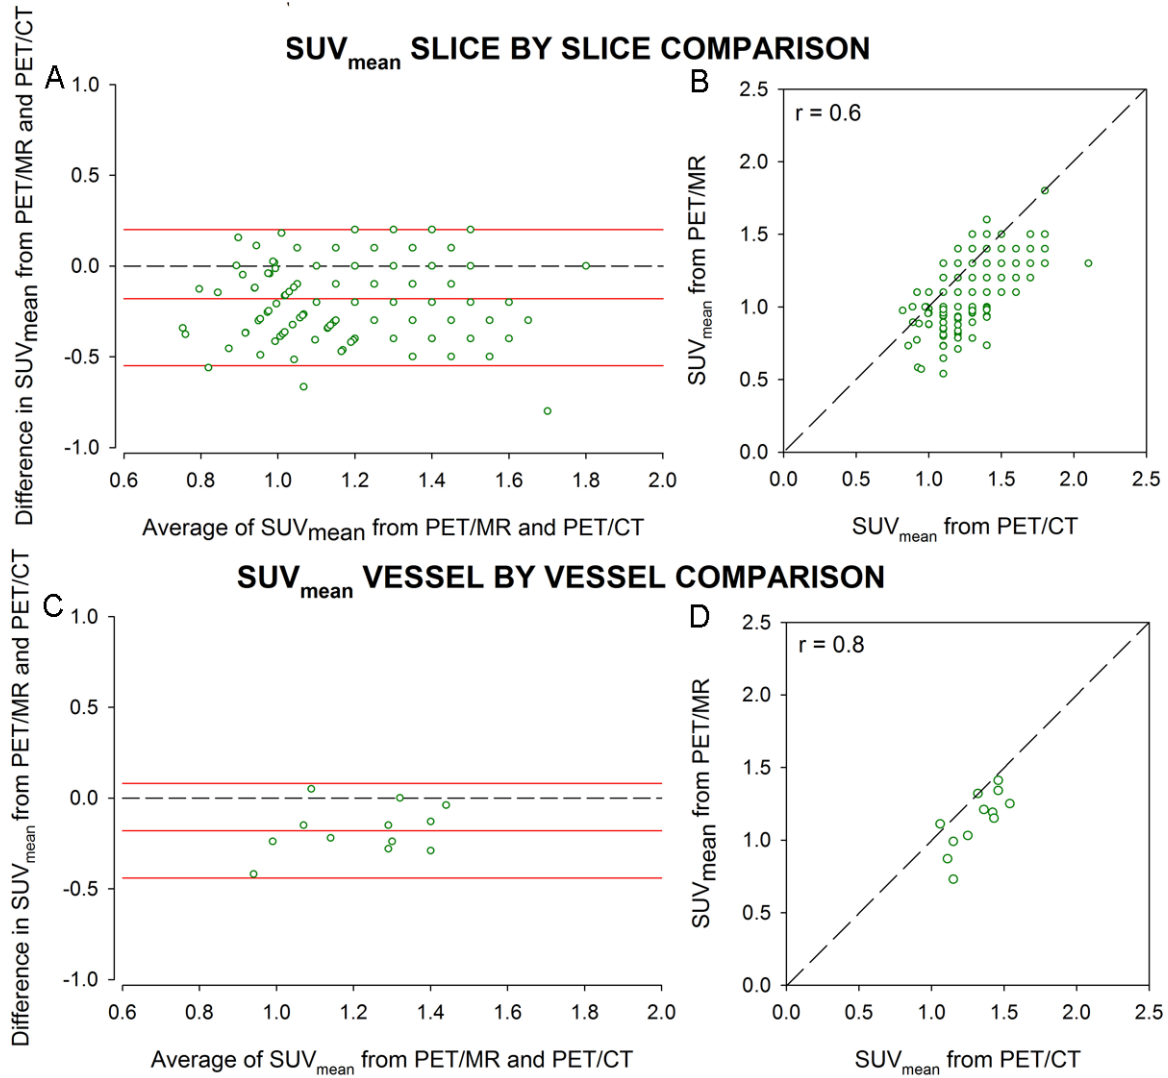 SUVmean SLICE BY SLICE COMPARISON
A
Difference in SUVmean from PET/MR and PET/CT
1.0
0.5
0.0
-0.5
-1.0
0.6 0.8 1.0 1.2 1.4 1.6 1.8 2.0
Average of SUVmean from PET/MR and PET/CT
B
r = 0.6
SUVmean from PET/MR
2.5
2.0
1.5
1.0
0.5
0.0
0.0 0.5 1.0 1.5 2.0 2.5
SUVmean from PET/CT
SUVmean VESSEL BY VESSEL COMPARISON
C
Difference in SUVmean from PET/MR and PET/CT
1.0
0.5
0.0
-0.5
-1.0
0.6 0.8 1.0 1.2 1.4 1.6 1.8 2.0
Average of SUVmean from PET/MR and PET/CT
D
r = 0.8
SUVmean from PET/MR
2.5
2.0
1.5
1.0
0.5
0.0
0.0 0.5 1.0 1.5 2.0 2.5
SUVmean from PET/CT